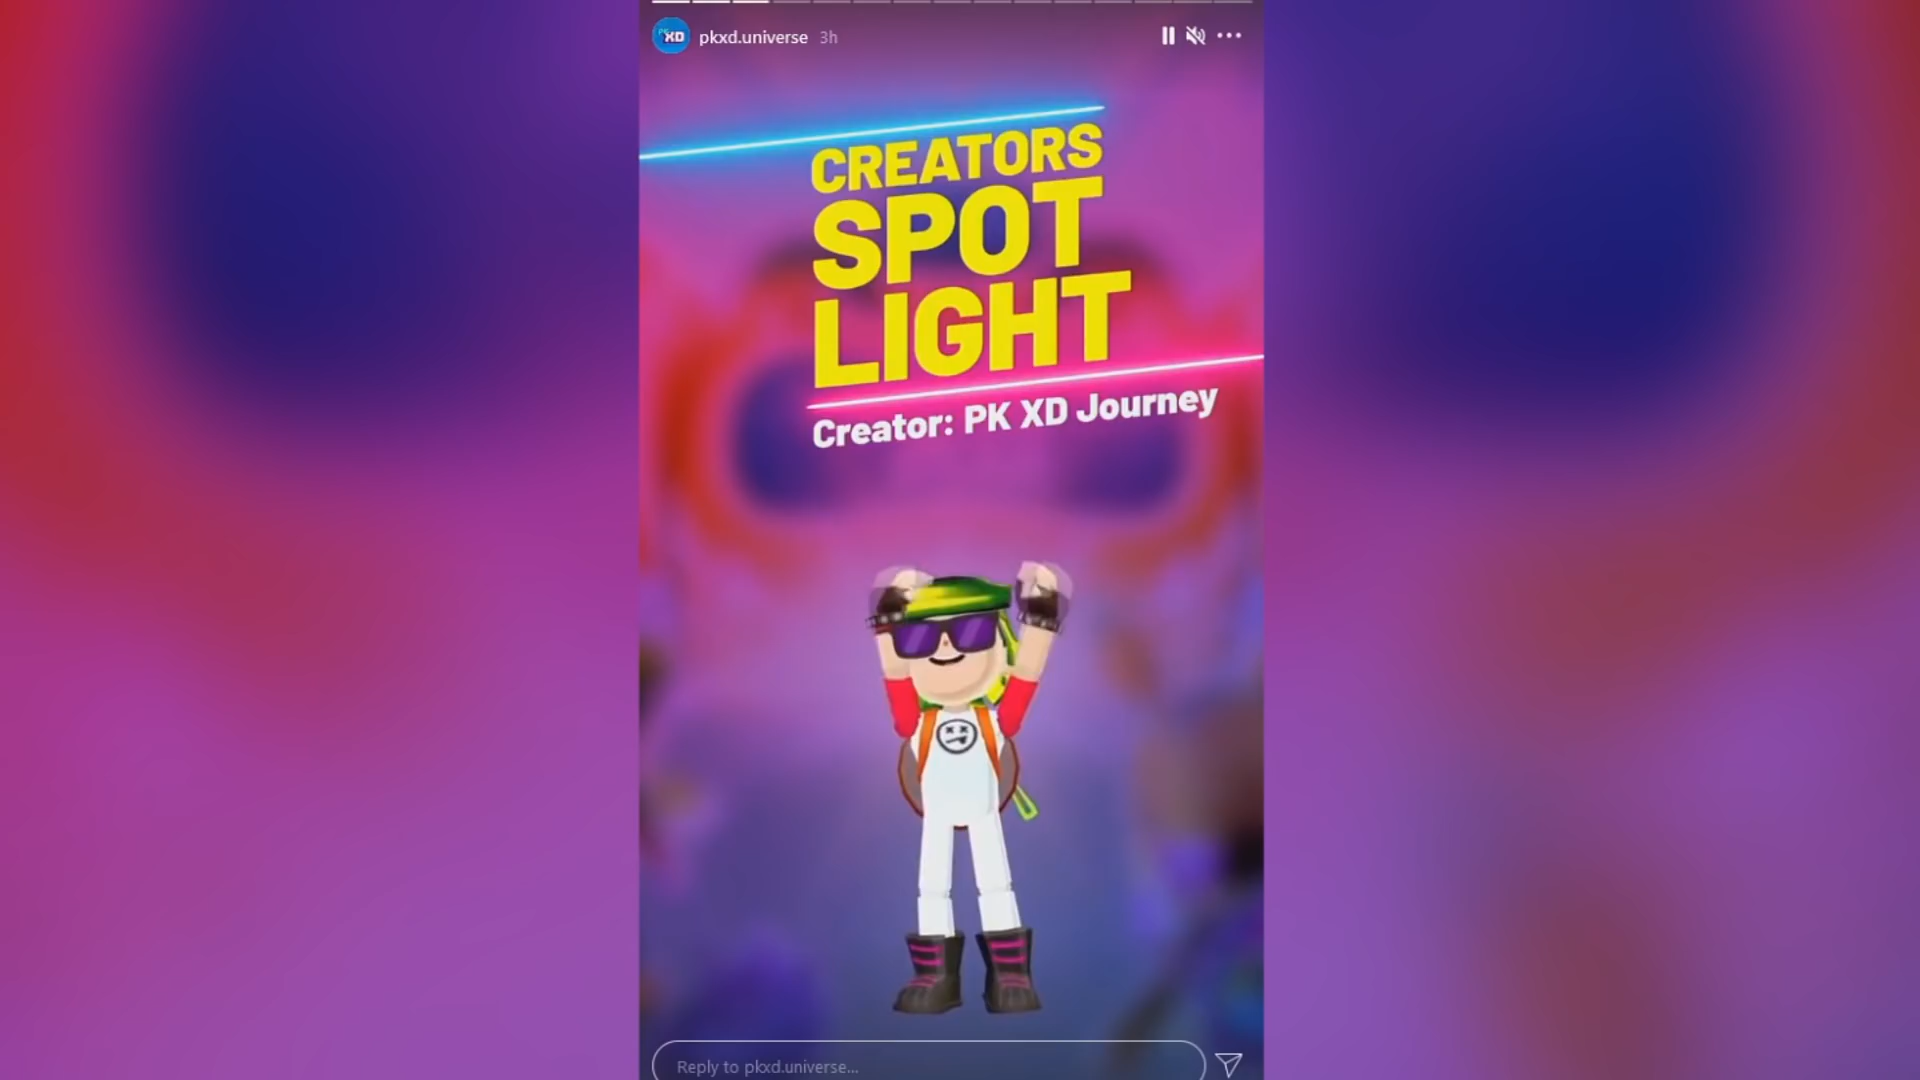 XD
pkxd.universe 3h
CREATORS
SPOT
LIGHT
Creator: PK XD Journey
Reply to pkxd.universe...